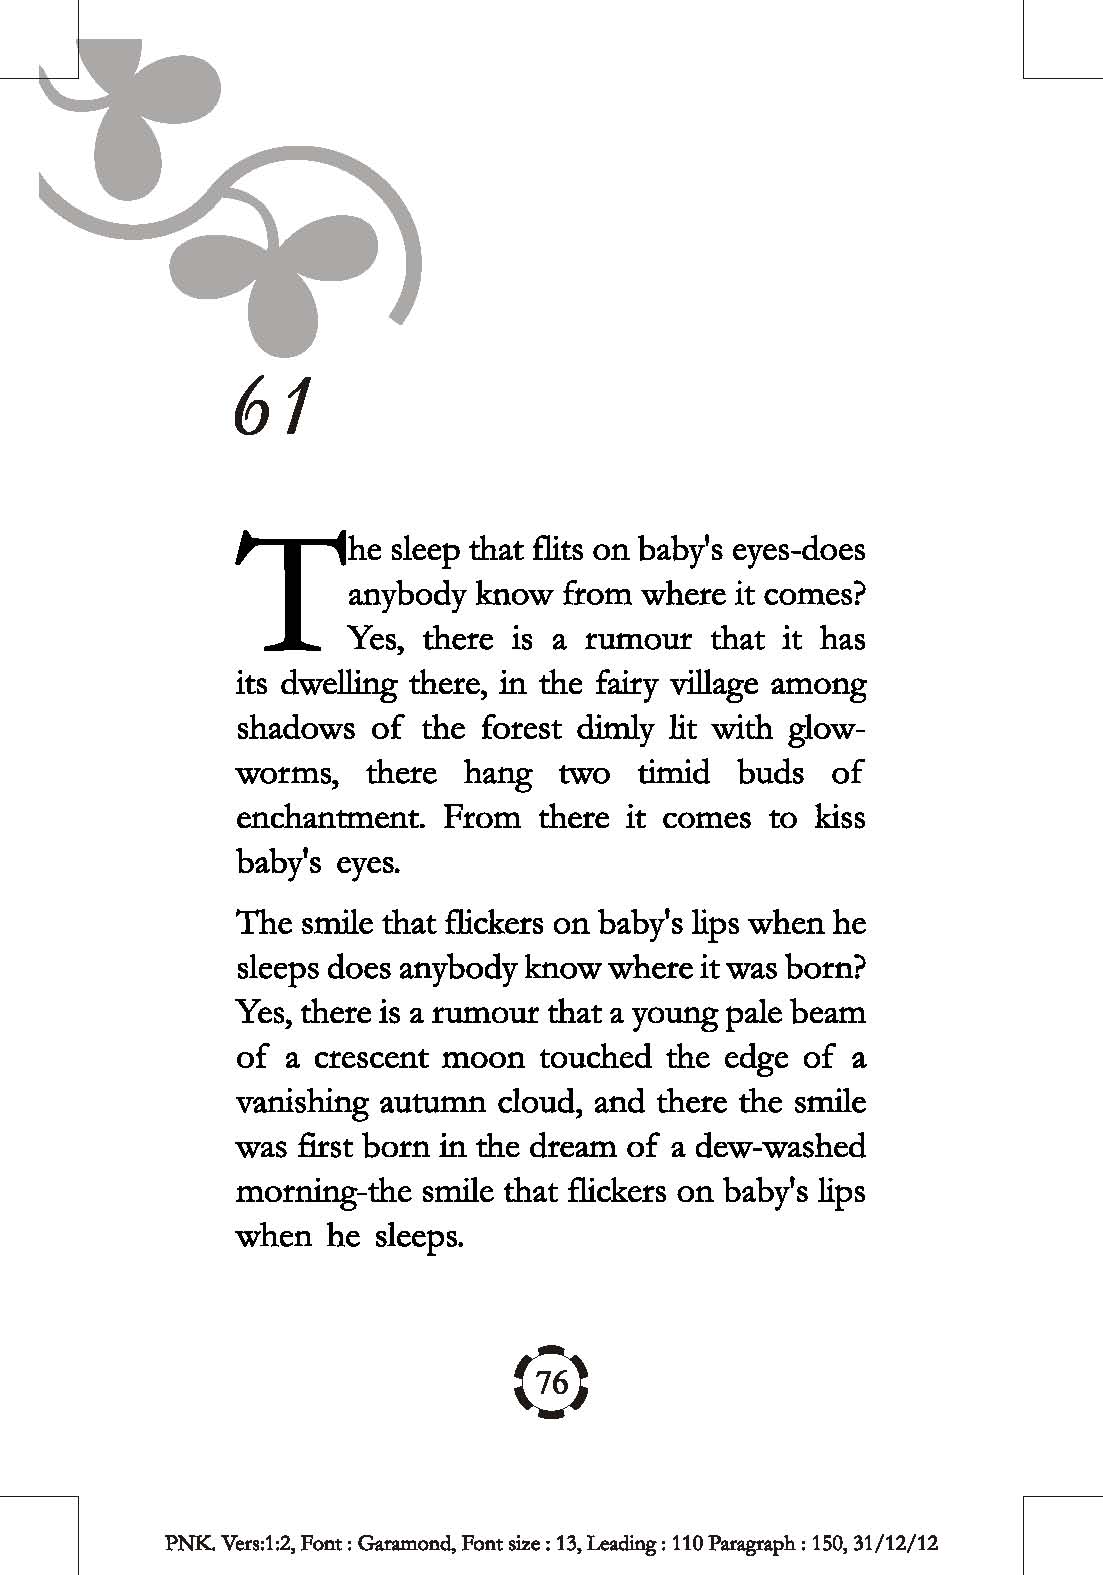 61
The sleep that flits on baby's eyes-does
anybody know from where it comes?
Yes, there is a rumour that it has
its dwelling there, in the fairy village among
shadows of the forest dimly lit with glow-
worms, there hang two timid buds of
enchantment. From there it comes to kiss
baby's eyes.
The smile that flickers on baby's lips when he
sleeps does anybody know where it was born?
Yes, there is a rumour that a young pale beam
of a crescent moon touched the edge of a
vanishing autumn cloud, and there the smile
was first born in the dream of a dew-washed
morning-the smile that flickers on baby's lips
when he sleeps.
76
PNK. Vers:1:2, Font : Garamond, Font size : 13, Leading : 110 Paragraph : 150, 31/12/12